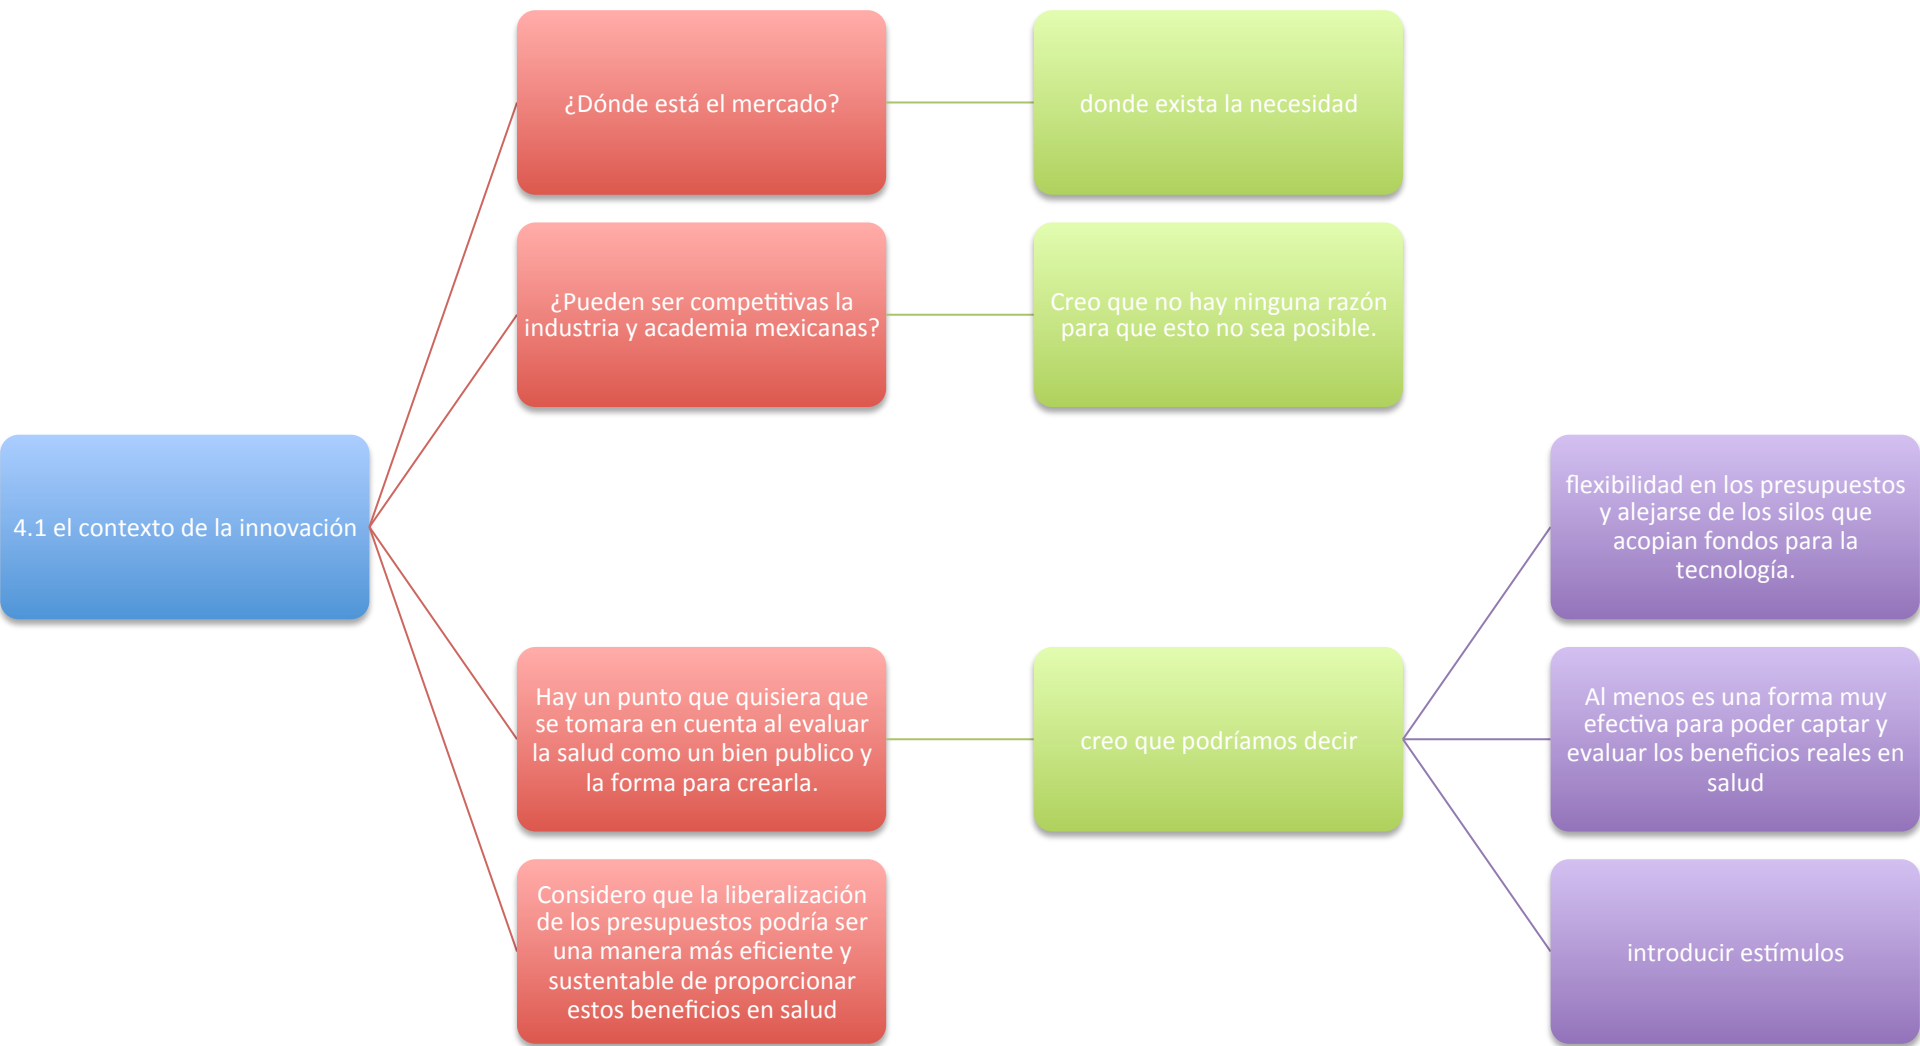 ¿Dónde está el mercado?
donde exista la necesidad
¿Pueden ser competitivas la
industria y academia mexicanas?
Creo que no hay ninguna razón
para que esto no sea posible.
4.1 el contexto de la innovación
Hay un punto que quisiera que
se tomara en cuenta al evaluar
la salud como un bien publico y
la forma para crearla.
creo que podríamos decir
flexibilidad en los presupuestos
y alejarse de los silos que
acopian fondos para la
tecnología.
Al menos es una forma muy
efectiva para poder captar y
evaluar los beneficios reales en
salud
introducir estímulos
Considero que la liberalización
de los presupuestos podría ser
una manera más eficiente y
sustentable de proporcionar
estos beneficios en salud